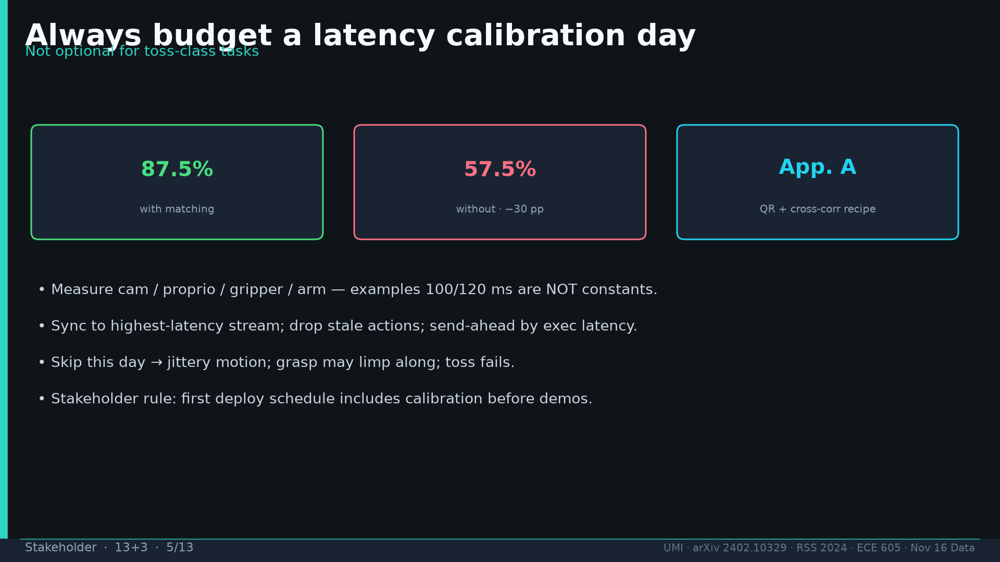 Always budget a latency calibration day
Not optional for toss-class tasks
87.5%
with matching
57.5%
without · −30 pp
App. A
QR + cross-corr recipe
• Measure cam / proprio / gripper / arm — examples 100/120 ms are NOT constants.
• Sync to highest-latency stream; drop stale actions; send-ahead by exec latency.
• Skip this day → jittery motion; grasp may limp along; toss fails.
• Stakeholder rule: first deploy schedule includes calibration before demos.
Stakeholder · 13+3 · 5/13
UMI · arXiv 2402.10329 · RSS 2024 · ECE 605 · Nov 16 Data